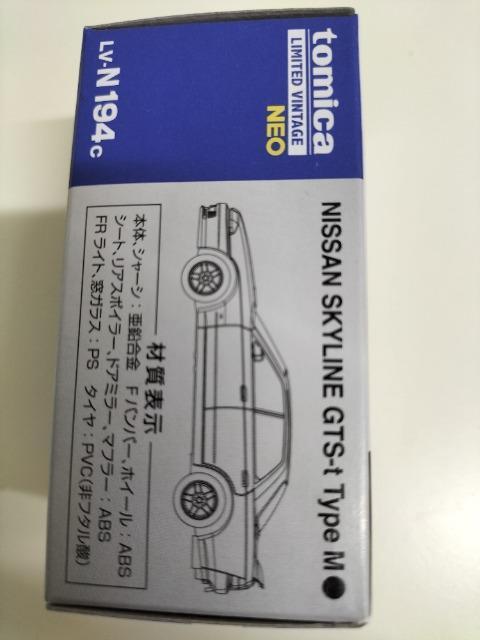 tomica
LIMITED VINTAGE
NEO
LV-N194c
NISSAN SKYLINE GTS-t Type M ●
材質表示
本体、シャーシ：亜鉛合金 Fバンパー、ホイール：ABS
シート、リアスポイラー、ドアミラー、マフラー：ABS
FRライト、窓ガラス：PS タイヤ：PVC(非フタル酸)